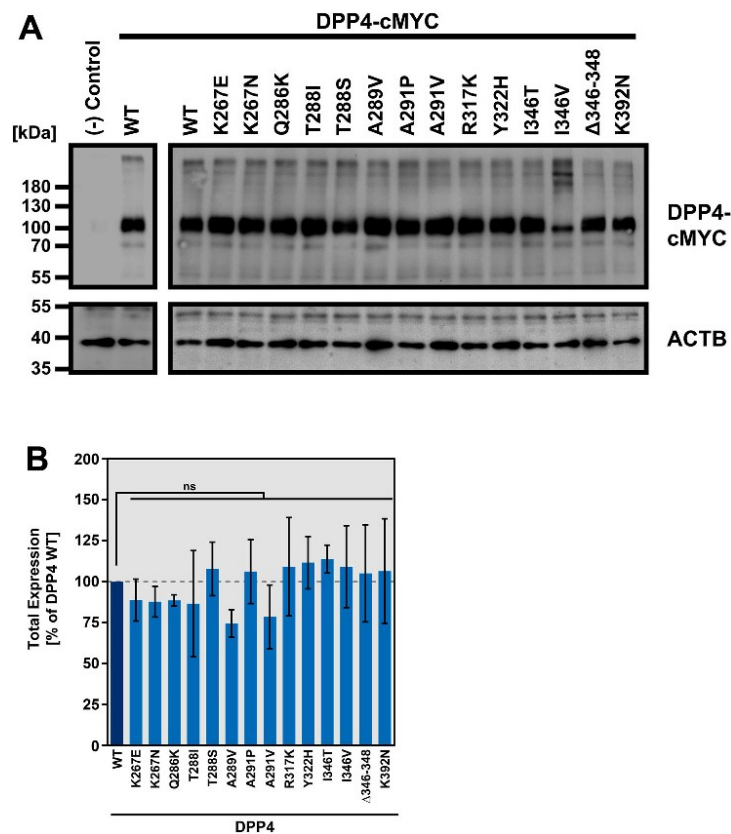 A
DPP4-cMYC
[kDa]
(-) Control
WT
WT
K267E
K267N
Q286K
T288I
T288S
A289V
A291P
A291V
R317K
Y322H
I346T
I346V
Δ346-348
K392N
180
130
100
70
55
DPP4-
cMYC
55
40
35
ACTB
B
Total Expression
[% of DPP4 WT]
200
150
125
100
75
50
25
0
ns
WT
K267E
K267N
Q286K
T288I
T288S
A289V
A291P
A291V
R317K
Y322H
I346T
I346V
Δ346-348
K392N
DPP4